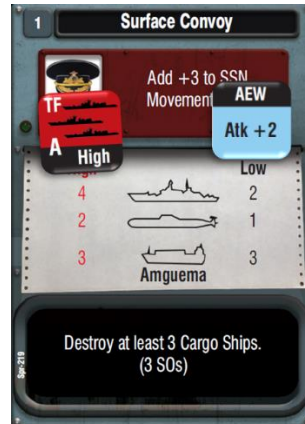 1 Surface Convoy
Add +3 to SSN
Movement
AEW
Atk +2
TF
A
High
Low
4 2
2 1
3 3
Amguema
Destroy at least 3 Cargo Ships.
(3 SOs)
Spr-219